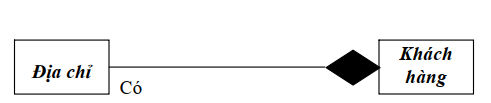 Địa chỉ
Có
Khách
hàng